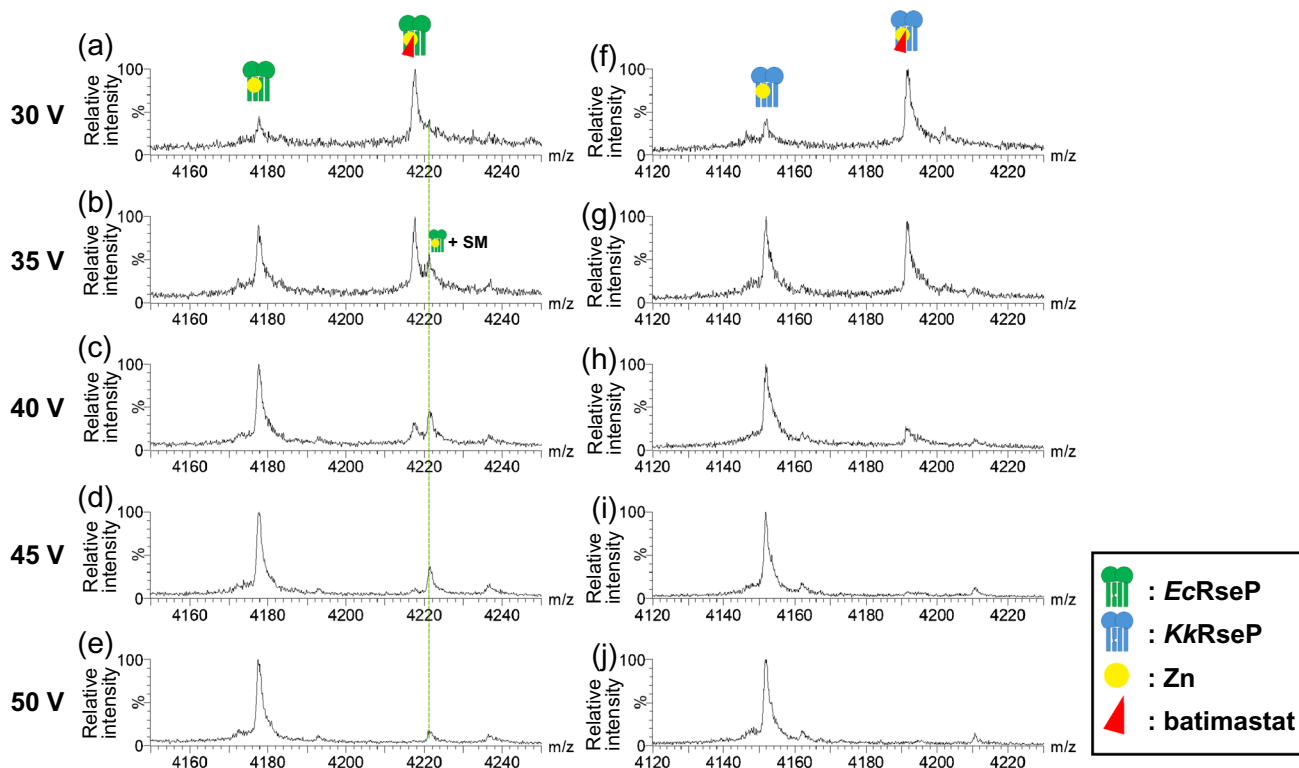 (a)
30 V
Relative intensity
100
%
0
4160 4180 4200 4220 4240 m/z
(f)
Relative intensity
100
%
0
4120 4140 4160 4180 4200 4220 m/z
(b)
35 V
Relative intensity
100
%
0
+ SM
4160 4180 4200 4220 4240 m/z
(g)
Relative intensity
100
%
0
4120 4140 4160 4180 4200 4220 m/z
(c)
40 V
Relative intensity
100
%
0
4160 4180 4200 4220 4240 m/z
(h)
Relative intensity
100
%
0
4120 4140 4160 4180 4200 4220 m/z
(d)
45 V
Relative intensity
100
%
0
4160 4180 4200 4220 4240 m/z
(i)
Relative intensity
100
%
0
4120 4140 4160 4180 4200 4220 m/z
(e)
50 V
Relative intensity
100
%
0
4160 4180 4200 4220 4240 m/z
(j)
Relative intensity
100
%
0
4120 4140 4160 4180 4200 4220 m/z
: EcRseP
: KkRseP
: Zn
: batimastat